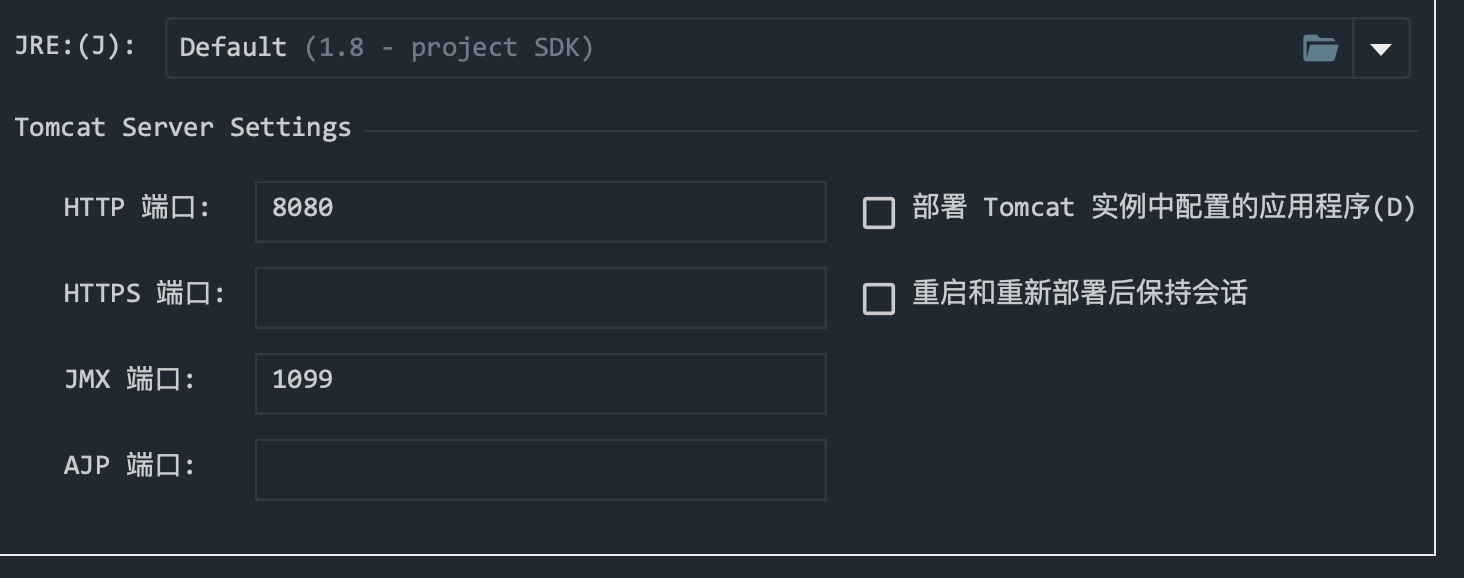 JRE:(J): Default (1.8 - project SDK)
Tomcat Server Settings
HTTP 端口: 8080 部署 Tomcat 实例中配置的应用程序(D)
HTTPS 端口: 重启和重新部署后保持会话
JMX 端口: 1099
AJP 端口: